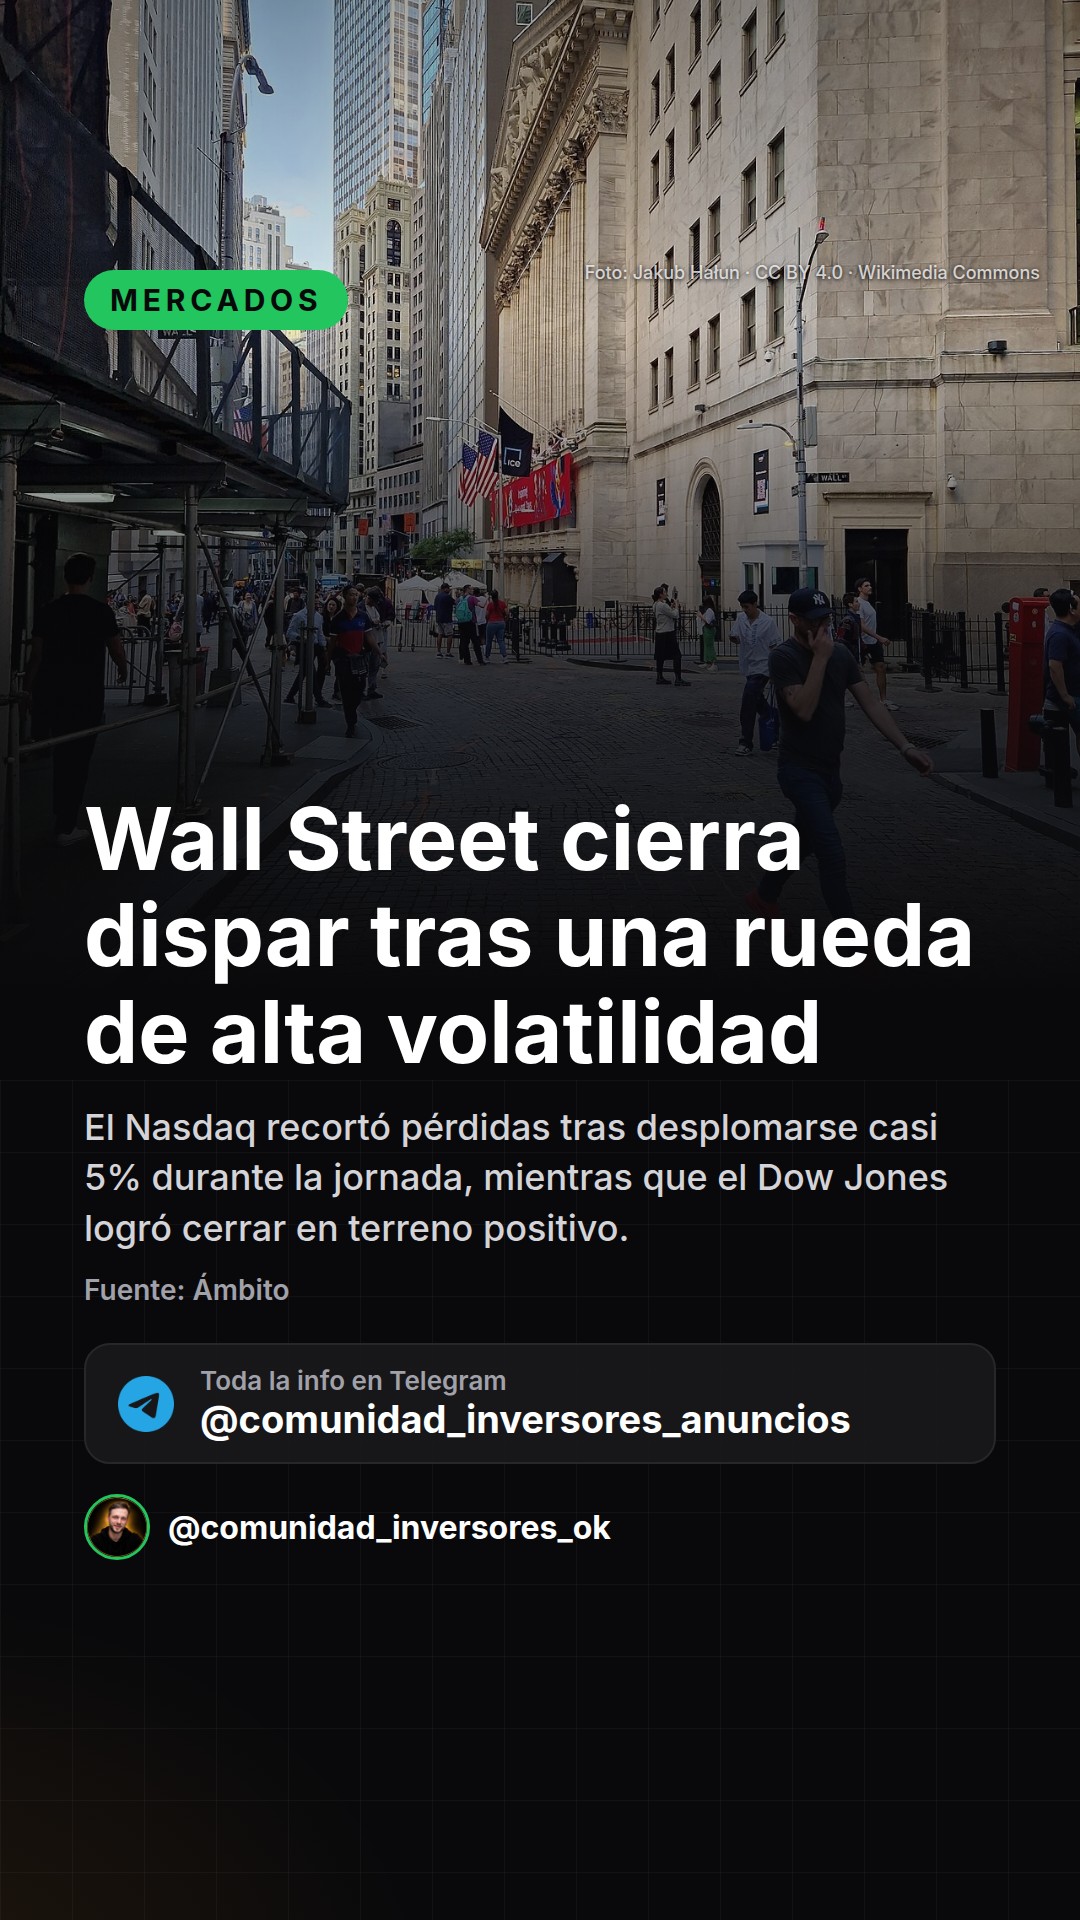 Foto: Jakub Hałun · CC BY 4.0 · Wikimedia Commons
MERCADOS
ice
WALL
Wall Street cierra
dispar tras una rueda
de alta volatilidad
El Nasdaq recortó pérdidas tras desplomarse casi
5% durante la jornada, mientras que el Dow Jones
logró cerrar en terreno positivo.
Fuente: Ámbito
Toda la info en Telegram
@comunidad_inversores_anuncios
@comunidad_inversores_ok